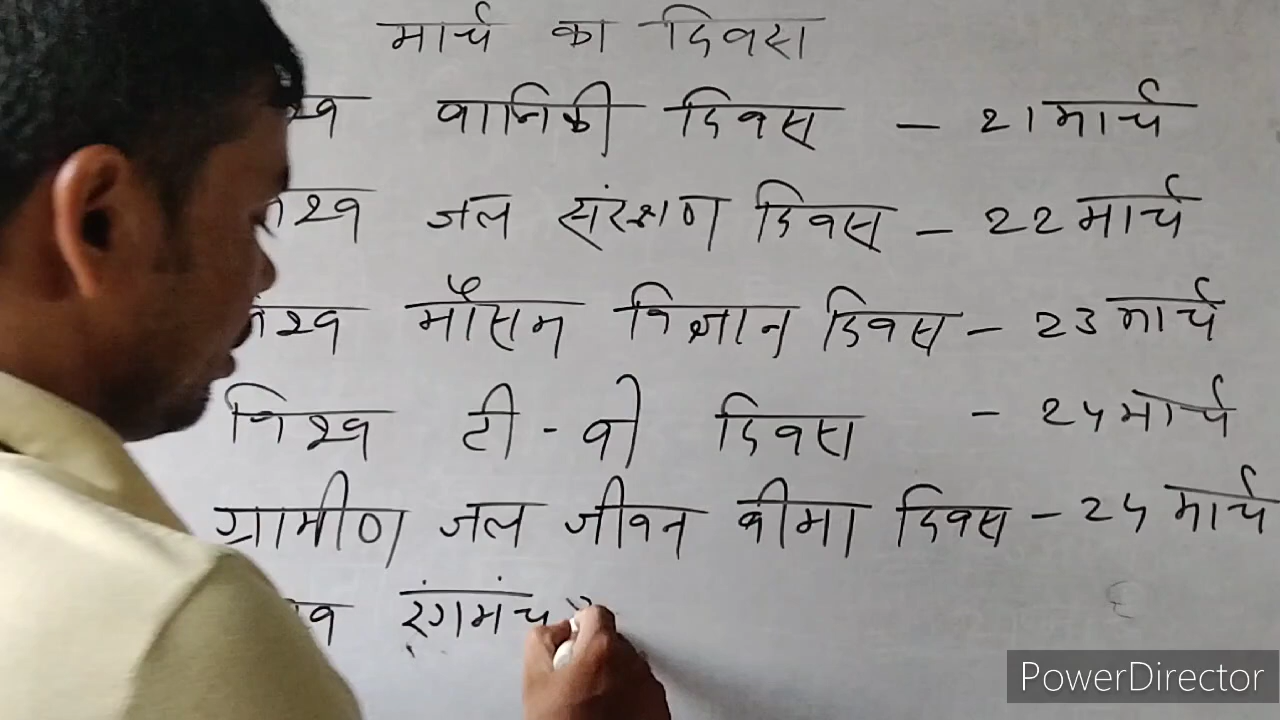 मार्च का दिवस
श्व वानिकी दिवस – 21 मार्च
विश्व जल संरक्षण दिवस – 22 मार्च
विश्व मौसम विज्ञान दिवस – 23 मार्च
विश्व टी-वी दिवस – 24 मार्च
ग्रामीण जल जीवन बीमा दिवस – 24 मार्च
श्व रंगमंच
PowerDirector